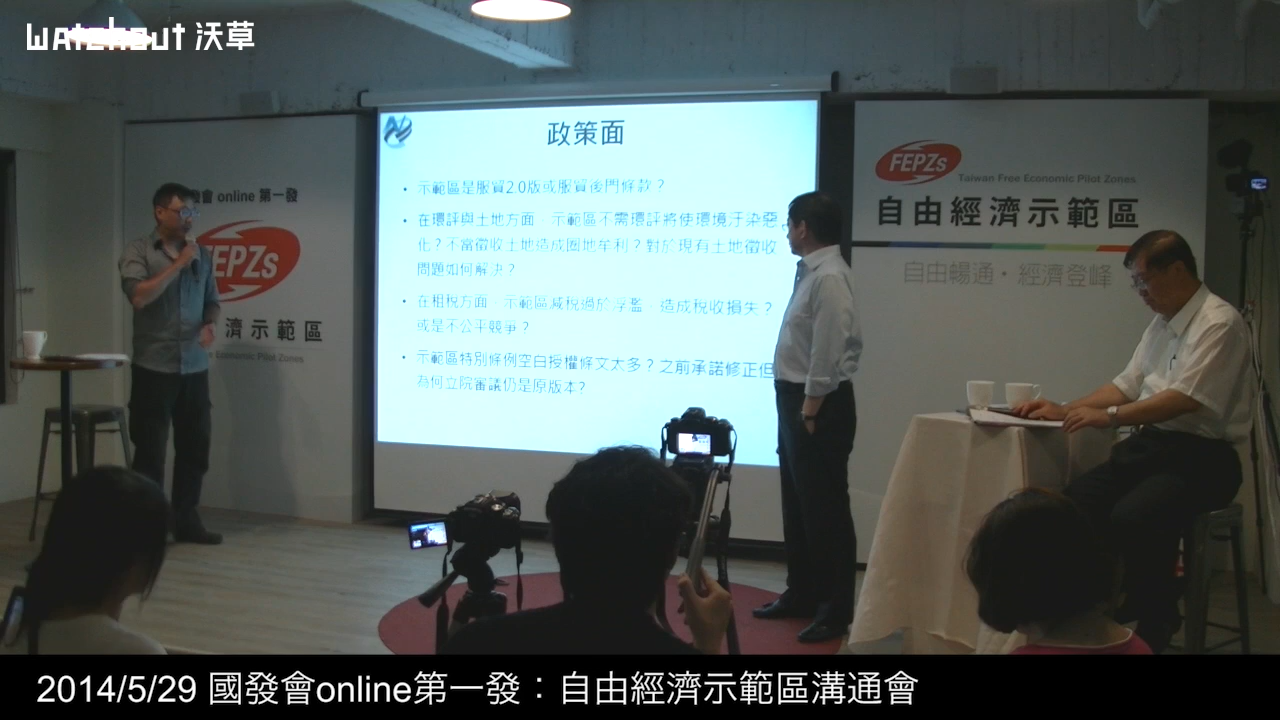 watchout 沃草
政策面
• 示範區是服貿2.0版或服貿後門條款？
• 在環評與土地方面，示範區不需環評將使環境汙染惡
化？不當徵收土地造成圈地牟利？對於現有土地徵收
問題如何解決？
• 在租稅方面，示範區減稅過於浮濫，造成稅收損失？
或是不公平競爭？
• 示範區特別條例空白授權條文太多？之前承諾修正但
為何立院審議仍是原版本?
發會 online 第一發
FEPZs
濟示範區
Economic Pilot Zones
FEPZs
Taiwan Free Economic Pilot Zones
自由經濟示範區
自由暢通·經濟登峰
2014/5/29 國發會online第一發：自由經濟示範區溝通會